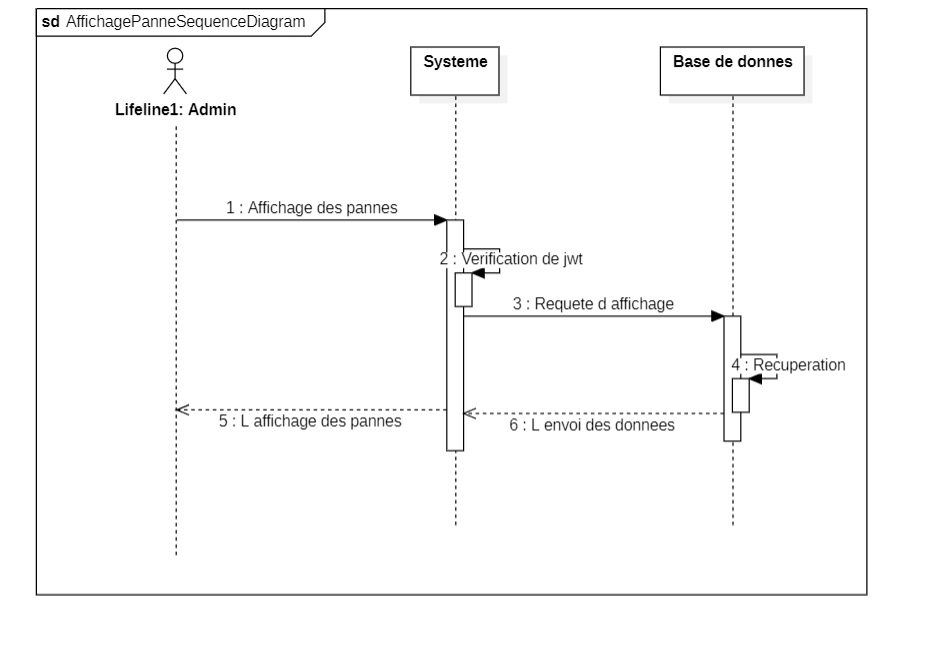 sd AffichagePanneSequenceDiagram
Systeme
Base de donnes
Lifeline1: Admin
1 : Affichage des pannes
2 : Verification de jwt
3 : Requete d affichage
4 : Recuperation
5 : L affichage des pannes
6 : L envoi des donnees